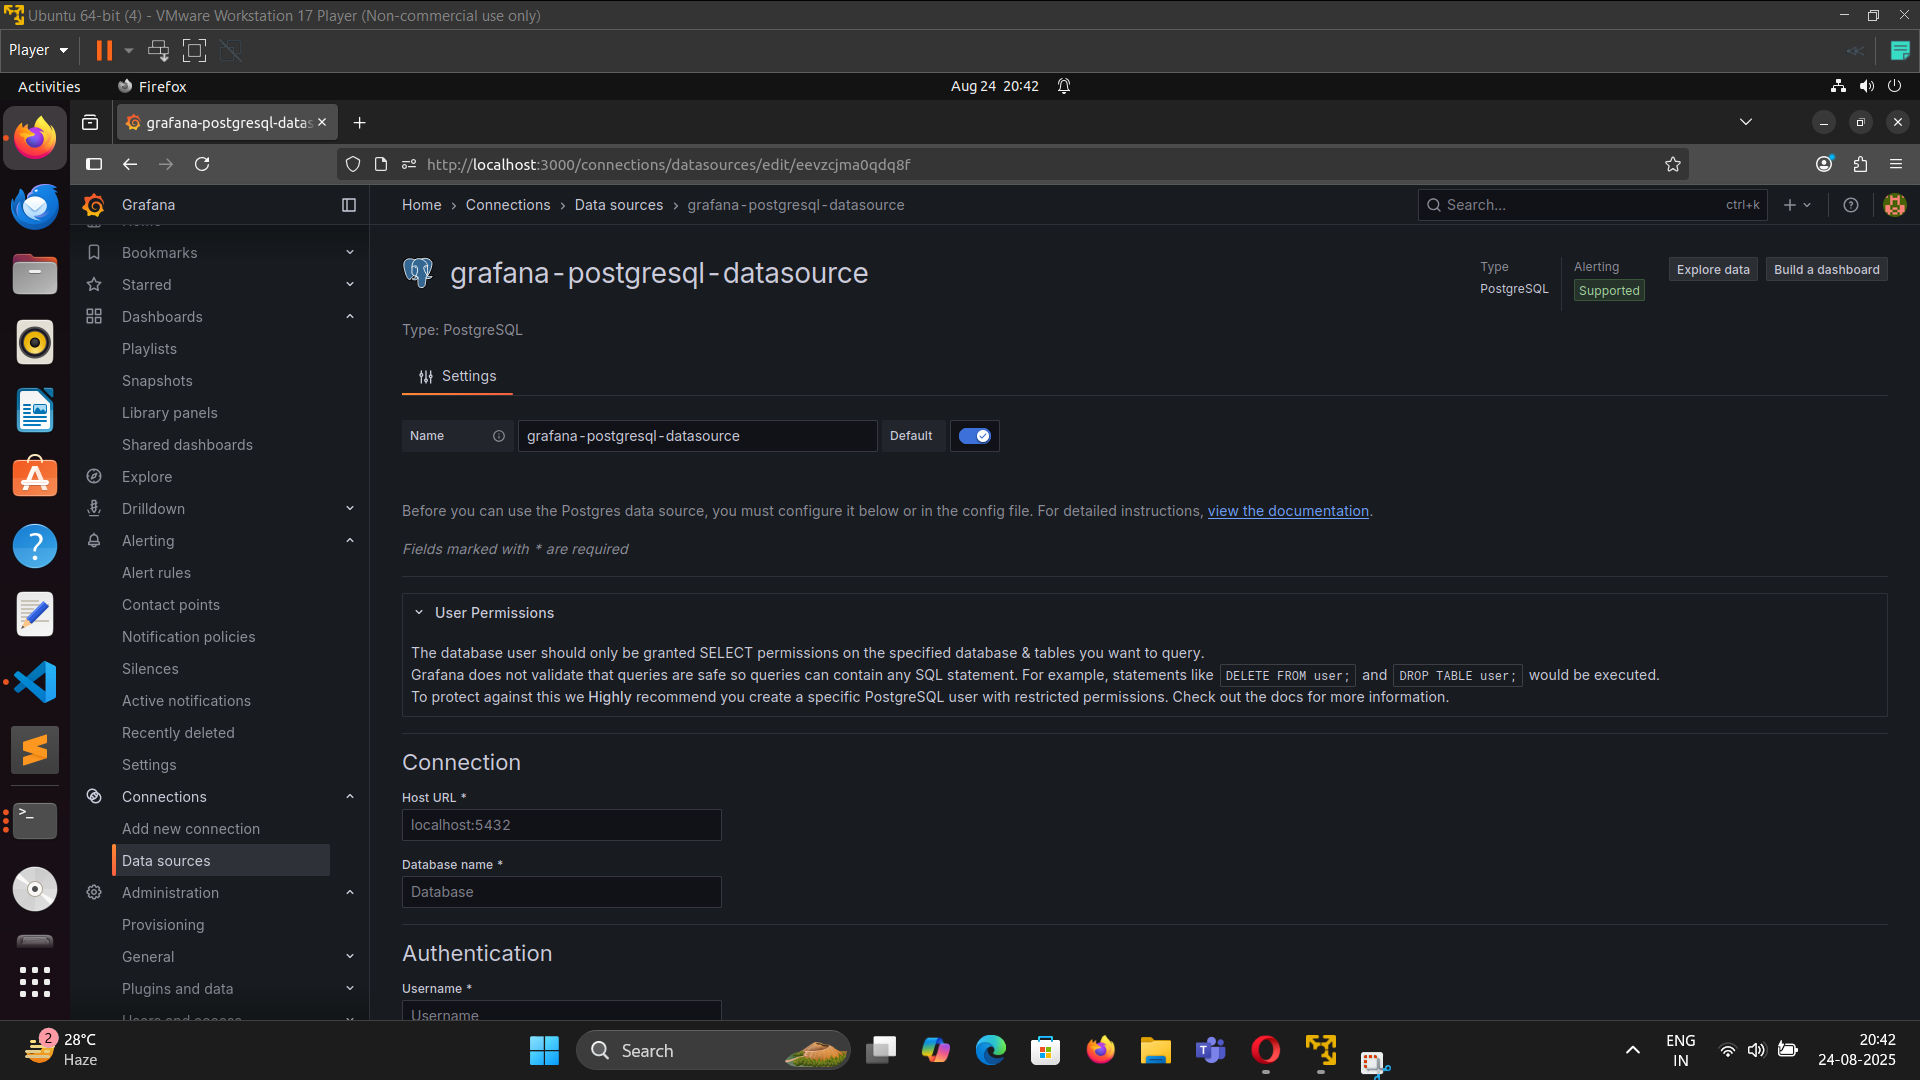 Ubuntu 64-bit (4) - VMware Workstation 17 Player (Non-commercial use only)
Player
Activities
Firefox
Aug 24 20:42
grafana-postgresql-datas
http://localhost:3000/connections/datasources/edit/eevzcjma0qdq8f
Grafana
Home › Connections › Data sources › grafana-postgresql-datasource
Search...
ctrl+k
Bookmarks
Starred
Dashboards
Playlists
Snapshots
Library panels
Shared dashboards
Explore
Drilldown
Alerting
Alert rules
Contact points
Notification policies
Silences
Active notifications
Recently deleted
Settings
Connections
Add new connection
Data sources
Administration
Provisioning
General
Plugins and data
Users and access
grafana-postgresql-datasource
Type
PostgreSQL
Alerting
Supported
Explore data
Build a dashboard
Type: PostgreSQL
Settings
Name
grafana-postgresql-datasource
Default
Before you can use the Postgres data source, you must configure it below or in the config file. For detailed instructions, view the documentation.
Fields marked with * are required
User Permissions
The database user should only be granted SELECT permissions on the specified database & tables you want to query.
Grafana does not validate that queries are safe so queries can contain any SQL statement. For example, statements like DELETE FROM user; and DROP TABLE user; would be executed.
To protect against this we Highly recommend you create a specific PostgreSQL user with restricted permissions. Check out the docs for more information.
Connection
Host URL *
localhost:5432
Database name *
Database
Authentication
Username *
Username
2
28°C
Haze
Search
ENG
IN
20:42
24-08-2025